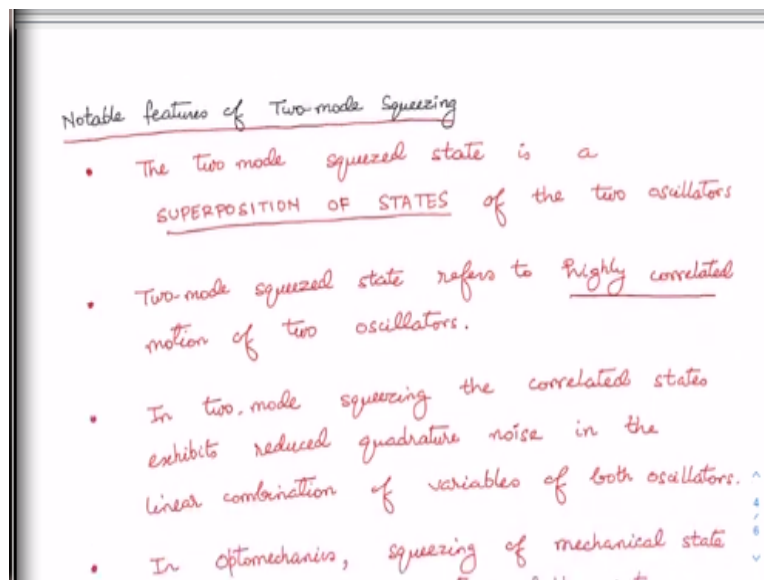 Notable features of Two-mode Squeezing
• The two mode squeezed state is a
SUPERPOSITION OF STATES of the two oscillators
• Two-mode squeezed state refers to highly correlated
motion of two oscillators.
• In two-mode squeezing the correlated states
exhibits reduced quadrature noise in the
linear combination of variables of both oscillators.
• In optomechanics, squeezing of mechanical state
4
/
6